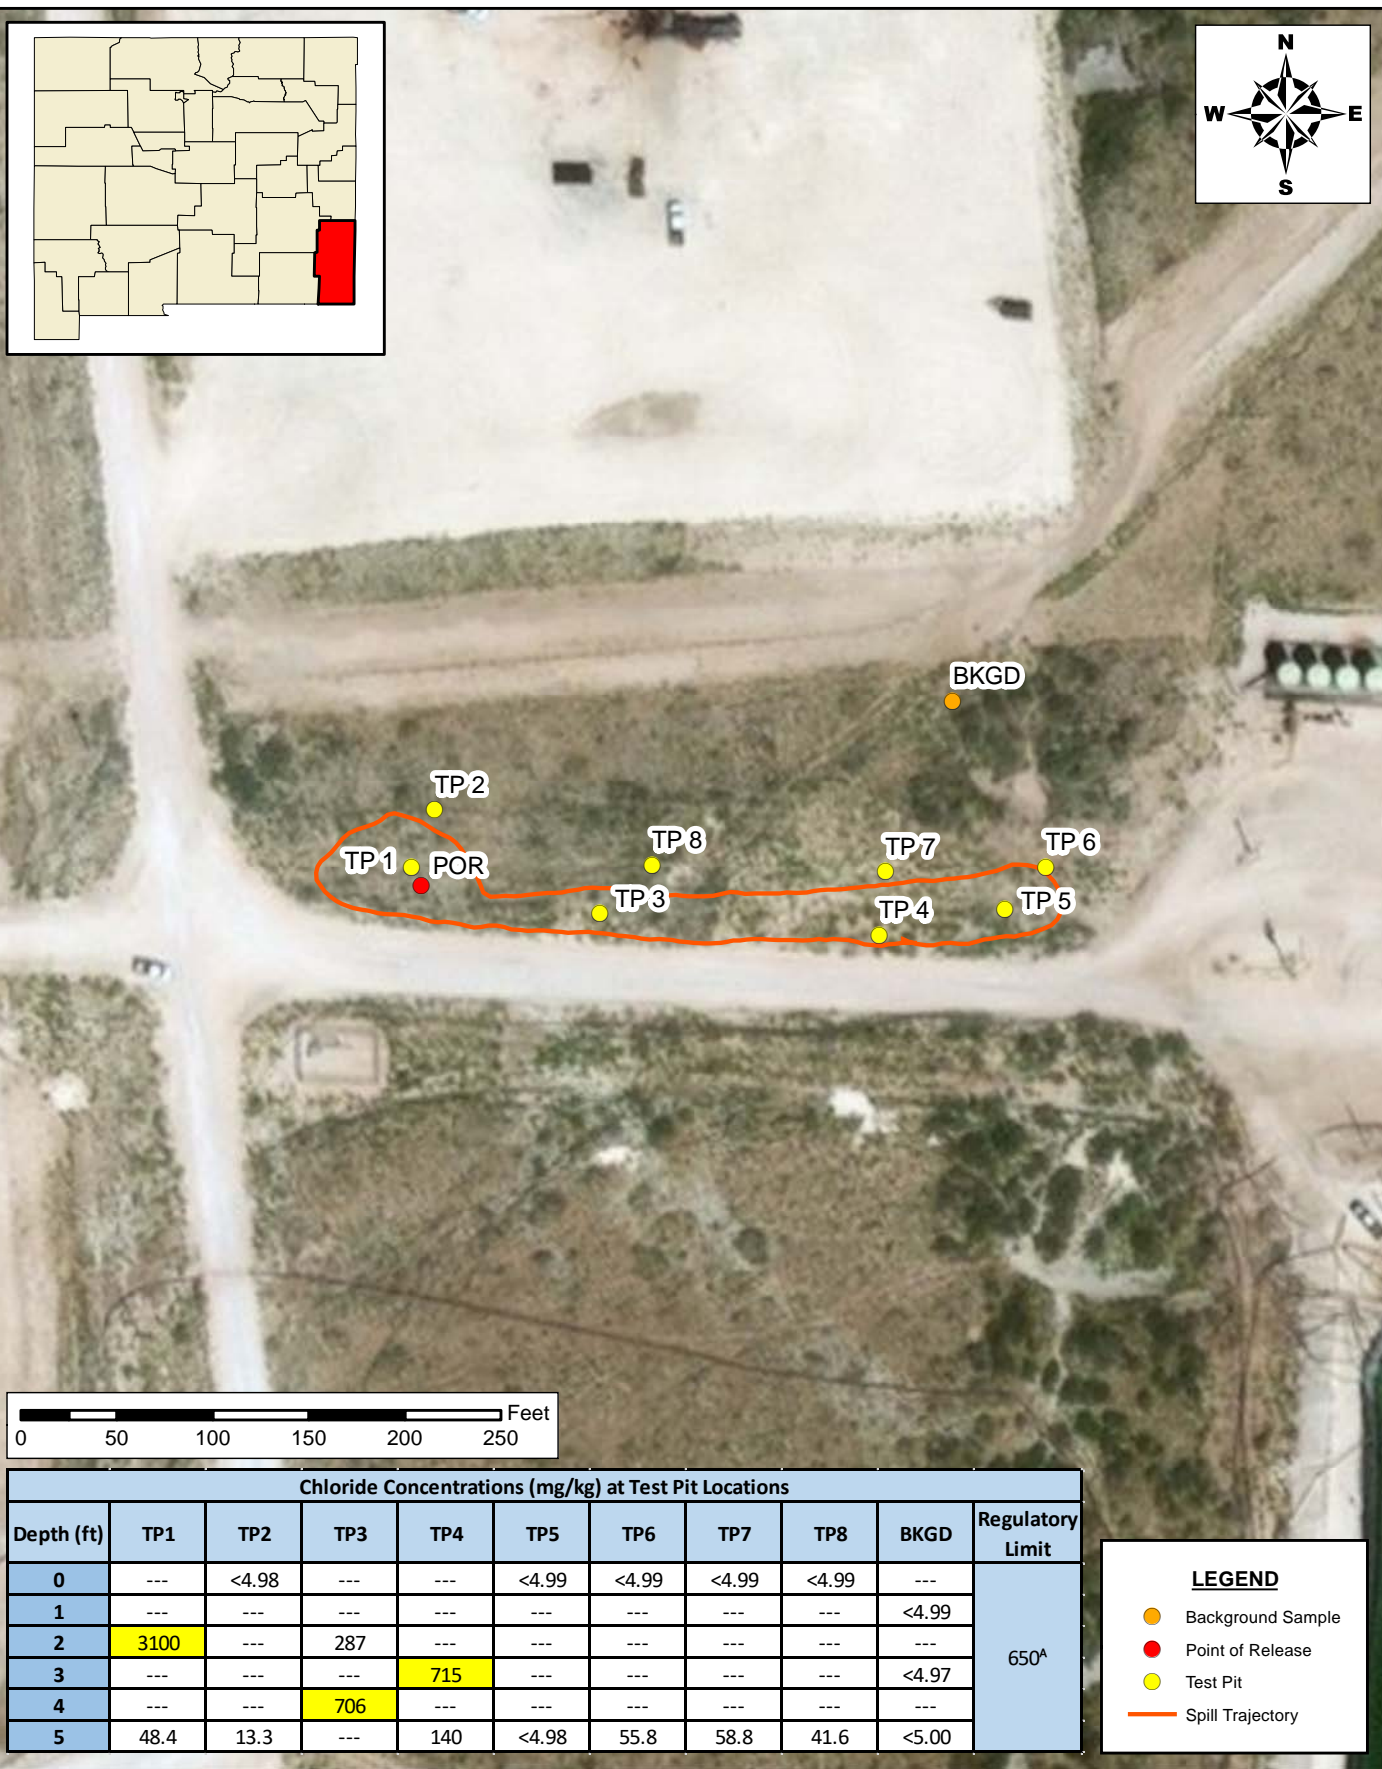 N
W E
S
BKGD
TP 2
TP 8
TP 7
TP 6
TP 1
POR
TP 3
TP 4
TP 5
Feet
0 50 100 150 200 250
Chloride Concentrations (mg/kg) at Test Pit Locations
Depth (ft) TP1 TP2 TP3 TP4 TP5 TP6 TP7 TP8 BKGD Regulatory Limit
0 --- <4.98 --- --- <4.99 <4.99 <4.99 <4.99 ---
1 --- --- --- --- --- --- --- --- <4.99
2 3100 --- 287 --- --- --- --- --- ---
650ᴬ
3 --- --- --- 715 --- --- --- --- <4.97
4 --- --- 706 --- --- --- --- --- ---
5 48.4 13.3 --- 140 <4.98 55.8 58.8 41.6 <5.00
LEGEND
Background Sample
Point of Release
Test Pit
Spill Trajectory